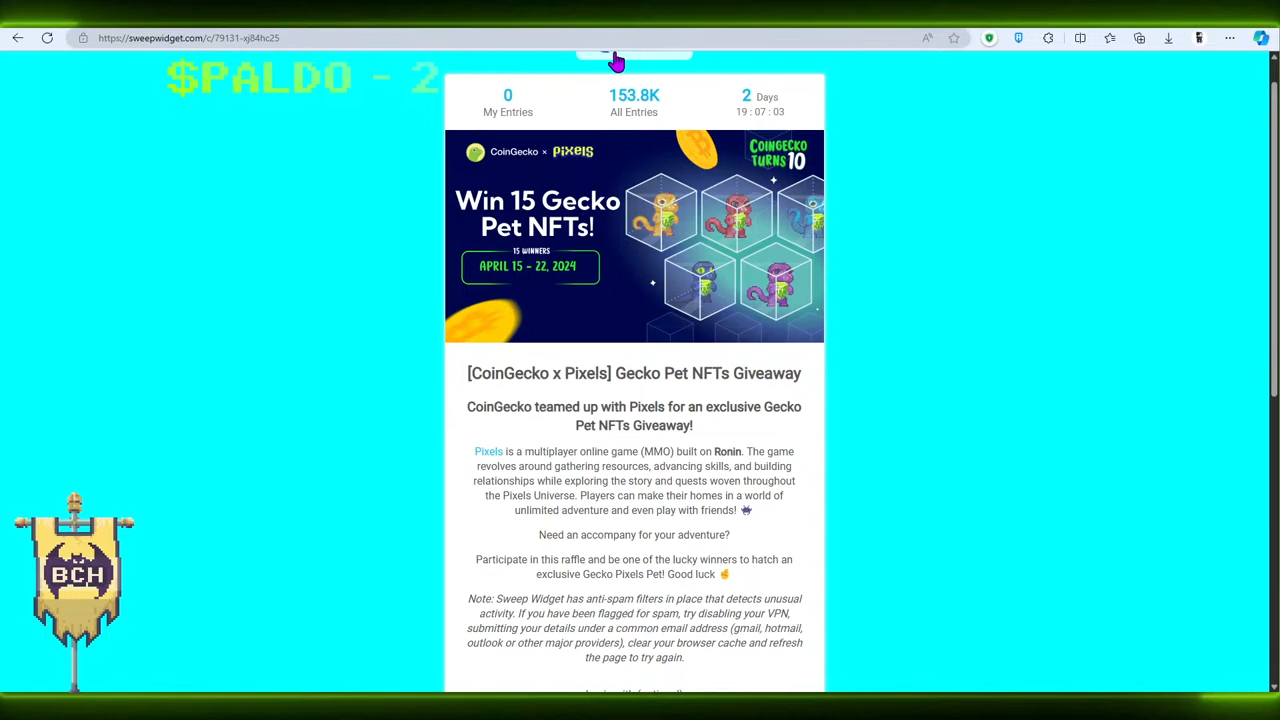 https://sweepwidget.com/c/79131-xj84hc25
$PALDO - 2
0
My Entries
153.8K
All Entries
2 Days
19 : 07 : 03
CoinGecko × PIXELS
COINGECKO
TURNS 10
Win 15 Gecko
Pet NFTs!
15 WINNERS
APRIL 15 - 22, 2024
[CoinGecko x Pixels] Gecko Pet NFTs Giveaway
CoinGecko teamed up with Pixels for an exclusive Gecko
Pet NFTs Giveaway!
Pixels is a multiplayer online game (MMO) built on Ronin. The game
revolves around gathering resources, advancing skills, and building
relationships while exploring the story and quests woven throughout
the Pixels Universe. Players can make their homes in a world of
unlimited adventure and even play with friends! 👾
Need an accompany for your adventure?
Participate in this raffle and be one of the lucky winners to hatch an
exclusive Gecko Pixels Pet! Good luck 🤞
Note: Sweep Widget has anti-spam filters in place that detects unusual
activity. If you have been flagged for spam, try disabling your VPN,
submitting your details under a common email address (gmail, hotmail,
outlook or other major providers), clear your browser cache and refresh
the page to try again.
BCH